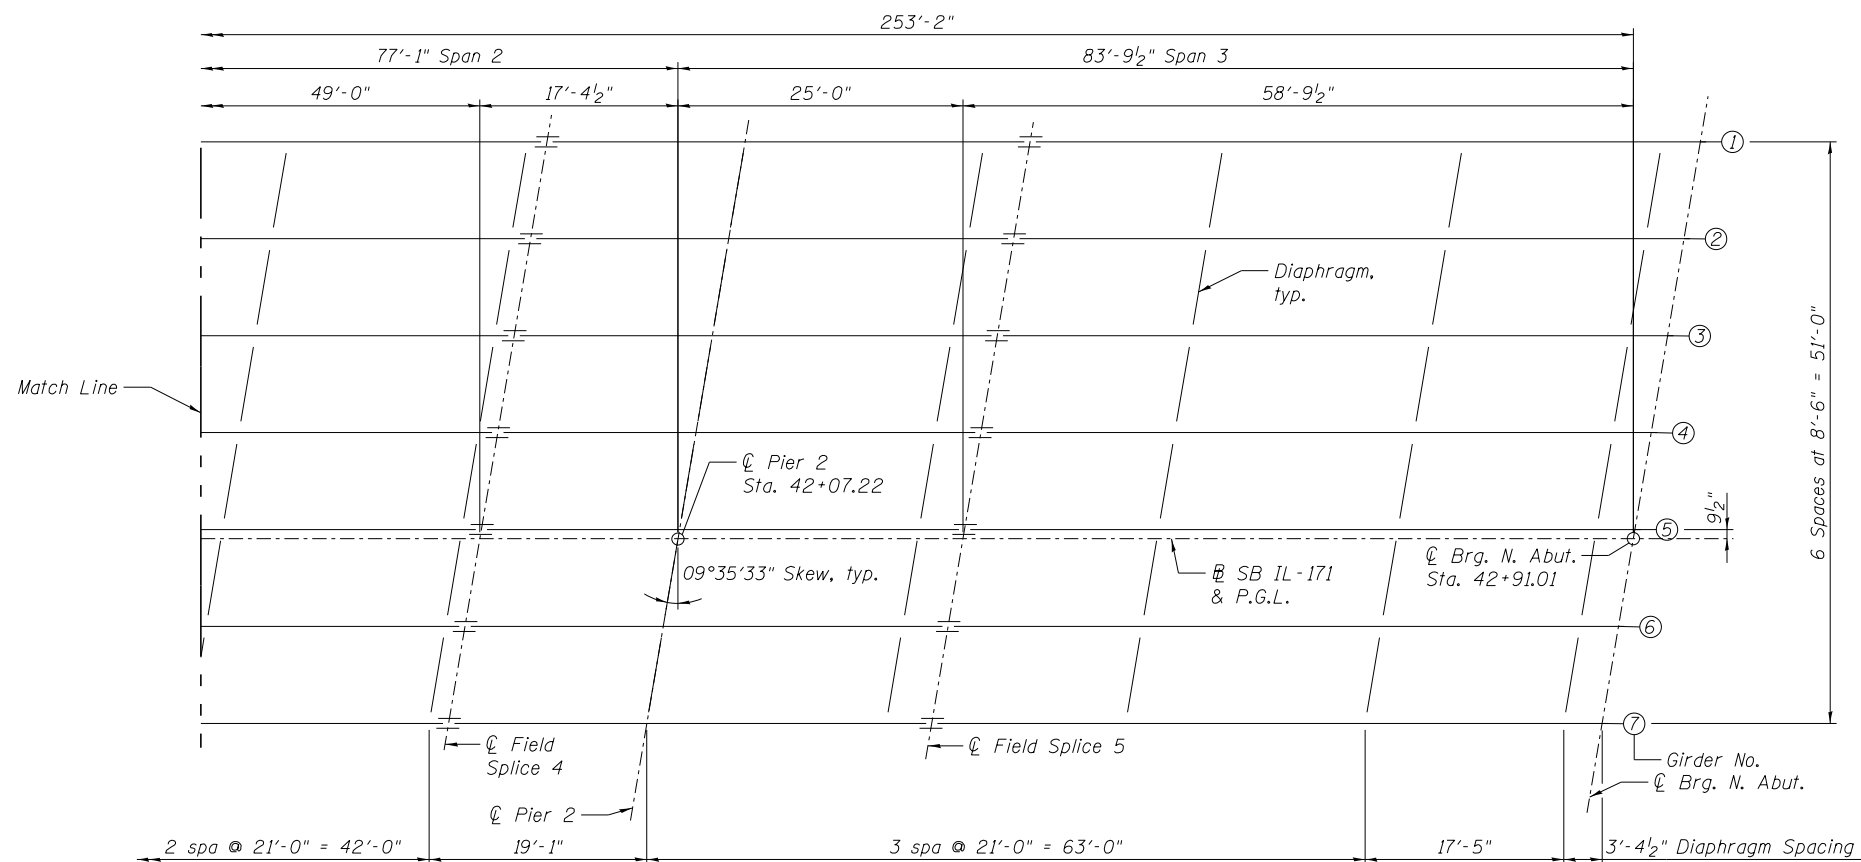 253'-2"
77'-1" Span 2
83'-9½" Span 3
49'-0"
17'-4½"
25'-0"
58'-9½"
1
2
Diaphragm,
typ.
3
6 Spaces at 8'-6" = 51'-0"
Match Line
4
℄ Pier 2
Sta. 42+07.22
9½"
5
℄ Brg. N. Abut.
Sta. 42+91.01
09°35'33" Skew, typ.
SB IL-171
& P.G.L.
6
7
℄ Field
Splice 4
℄ Field Splice 5
Girder No.
℄ Brg. N. Abut.
℄ Pier 2
2 spa @ 21'-0" = 42'-0"
19'-1"
3 spa @ 21'-0" = 63'-0"
17'-5"
3'-4½" Diaphragm Spacing